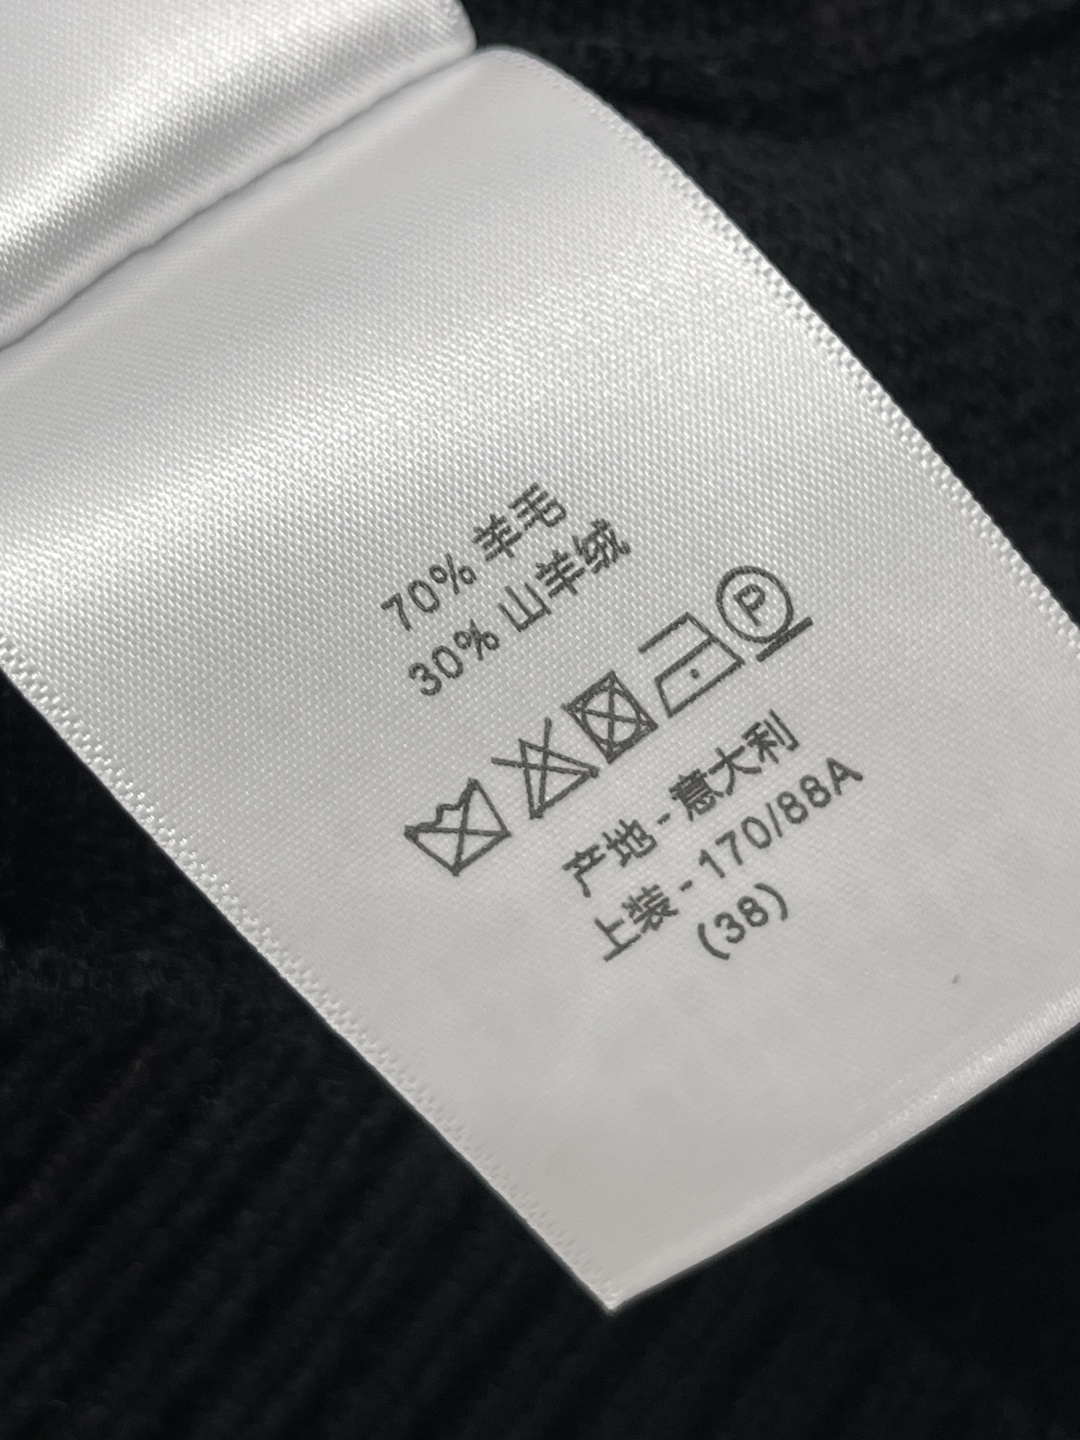 70% 羊毛
30% 山羊绒
P
产地 - 意大利
上装 - 170/88A
(38)